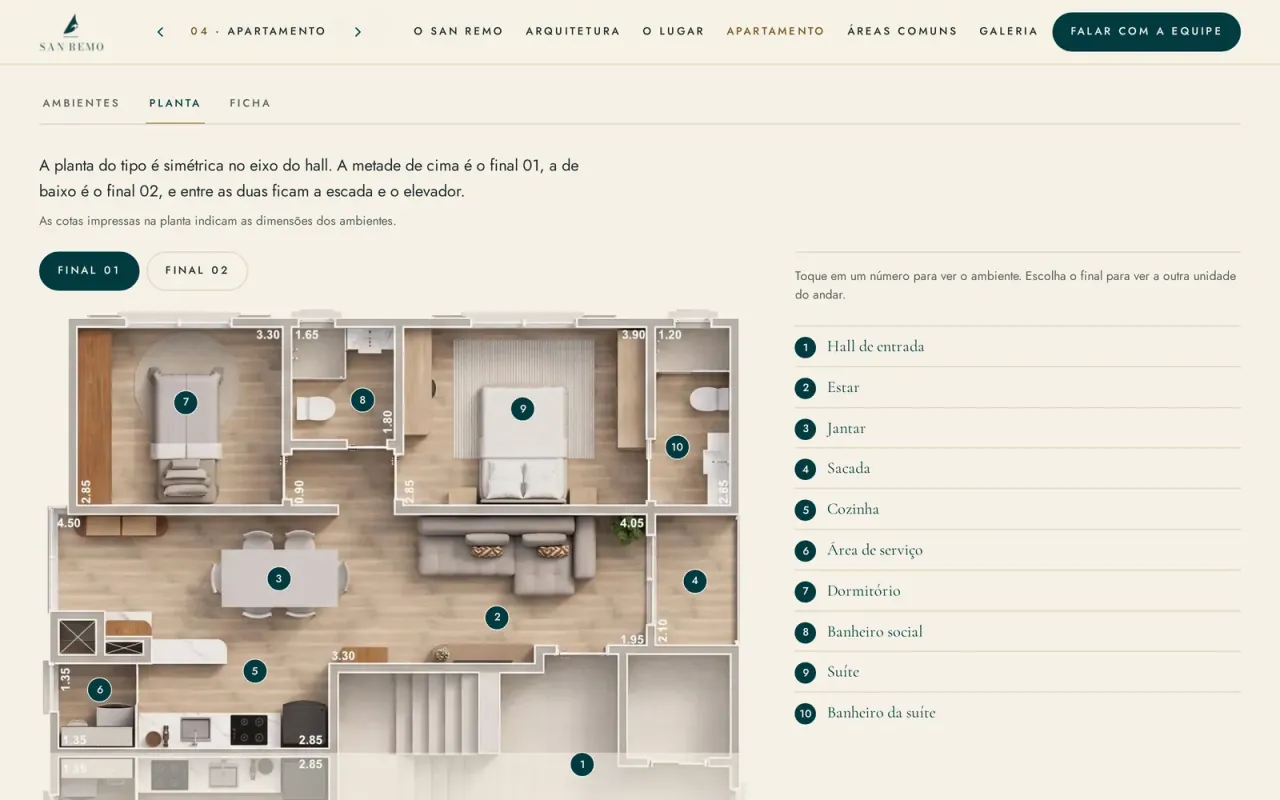 SAN REMO
04 · APARTAMENTO
O SAN REMO
ARQUITETURA
O LUGAR
APARTAMENTO
ÁREAS COMUNS
GALERIA
FALAR COM A EQUIPE
AMBIENTES
PLANTA
FICHA
A planta do tipo é simétrica no eixo do hall. A metade de cima é o final 01, a de
baixo é o final 02, e entre as duas ficam a escada e o elevador.
As cotas impressas na planta indicam as dimensões dos ambientes.
FINAL 01
FINAL 02
3.30
1.65
3.90
1.20
7
8
9
10
1.80
2.85
0.90
2.85
2.85
4.50
4.05
3
4
2
1.95
2.10
3.30
5
1.35
6
1.35
2.85
1.35
2.85
1
Toque em um número para ver o ambiente. Escolha o final para ver a outra unidade
do andar.
1 Hall de entrada
2 Estar
3 Jantar
4 Sacada
5 Cozinha
6 Área de serviço
7 Dormitório
8 Banheiro social
9 Suíte
10 Banheiro da suíte